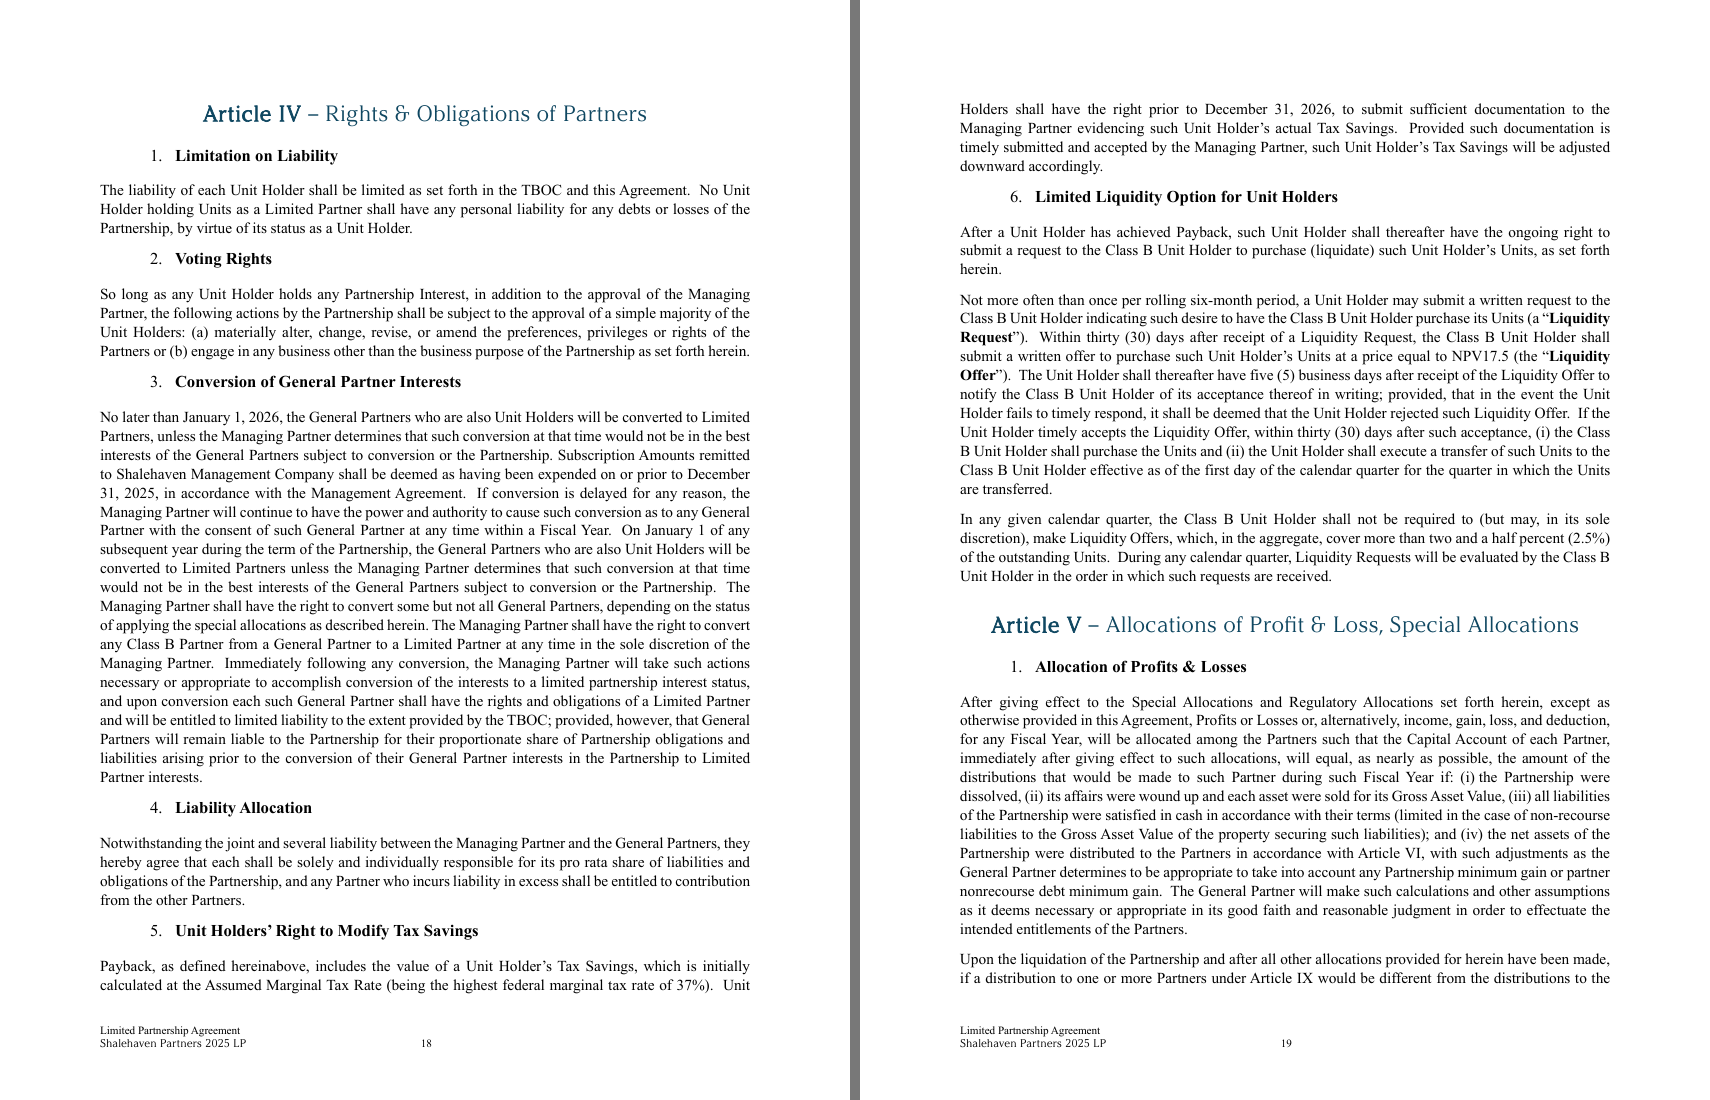 Article IV – Rights & Obligations of Partners
1. Limitation on Liability
The liability of each Unit Holder shall be limited as set forth in the TBOC and this Agreement. No Unit
Holder holding Units as a Limited Partner shall have any personal liability for any debts or losses of the
Partnership, by virtue of its status as a Unit Holder.
2. Voting Rights
So long as any Unit Holder holds any Partnership Interest, in addition to the approval of the Managing
Partner, the following actions by the Partnership shall be subject to the approval of a simple majority of the
Unit Holders: (a) materially alter, change, revise, or amend the preferences, privileges or rights of the
Partners or (b) engage in any business other than the business purpose of the Partnership as set forth herein.
3. Conversion of General Partner Interests
No later than January 1, 2026, the General Partners who are also Unit Holders will be converted to Limited
Partners, unless the Managing Partner determines that such conversion at that time would not be in the best
interests of the General Partners subject to conversion or the Partnership. Subscription Amounts remitted
to Shalehaven Management Company shall be deemed as having been expended on or prior to December
31, 2025, in accordance with the Management Agreement. If conversion is delayed for any reason, the
Managing Partner will continue to have the power and authority to cause such conversion as to any General
Partner with the consent of such General Partner at any time within a Fiscal Year. On January 1 of any
subsequent year during the term of the Partnership, the General Partners who are also Unit Holders will be
converted to Limited Partners unless the Managing Partner determines that such conversion at that time
would not be in the best interests of the General Partners subject to conversion or the Partnership. The
Managing Partner shall have the right to convert some but not all General Partners, depending on the status
of applying the special allocations as described herein. The Managing Partner shall have the right to convert
any Class B Partner from a General Partner to a Limited Partner at any time in the sole discretion of the
Managing Partner. Immediately following any conversion, the Managing Partner will take such actions
necessary or appropriate to accomplish conversion of the interests to a limited partnership interest status,
and upon conversion each such General Partner shall have the rights and obligations of a Limited Partner
and will be entitled to limited liability to the extent provided by the TBOC; provided, however, that General
Partners will remain liable to the Partnership for their proportionate share of Partnership obligations and
liabilities arising prior to the conversion of their General Partner interests in the Partnership to Limited
Partner interests.
4. Liability Allocation
Notwithstanding the joint and several liability between the Managing Partner and the General Partners, they
hereby agree that each shall be solely and individually responsible for its pro rata share of liabilities and
obligations of the Partnership, and any Partner who incurs liability in excess shall be entitled to contribution
from the other Partners.
5. Unit Holders’ Right to Modify Tax Savings
Payback, as defined hereinabove, includes the value of a Unit Holder’s Tax Savings, which is initially
calculated at the Assumed Marginal Tax Rate (being the highest federal marginal tax rate of 37%). Unit
Limited Partnership Agreement
Shalehaven Partners 2025 LP 18
Holders shall have the right prior to December 31, 2026, to submit sufficient documentation to the
Managing Partner evidencing such Unit Holder’s actual Tax Savings. Provided such documentation is
timely submitted and accepted by the Managing Partner, such Unit Holder’s Tax Savings will be adjusted
downward accordingly.
6. Limited Liquidity Option for Unit Holders
After a Unit Holder has achieved Payback, such Unit Holder shall thereafter have the ongoing right to
submit a request to the Class B Unit Holder to purchase (liquidate) such Unit Holder’s Units, as set forth
herein.
Not more often than once per rolling six-month period, a Unit Holder may submit a written request to the
Class B Unit Holder indicating such desire to have the Class B Unit Holder purchase its Units (a “Liquidity
Request”). Within thirty (30) days after receipt of a Liquidity Request, the Class B Unit Holder shall
submit a written offer to purchase such Unit Holder’s Units at a price equal to NPV17.5 (the “Liquidity
Offer”). The Unit Holder shall thereafter have five (5) business days after receipt of the Liquidity Offer to
notify the Class B Unit Holder of its acceptance thereof in writing; provided, that in the event the Unit
Holder fails to timely respond, it shall be deemed that the Unit Holder rejected such Liquidity Offer. If the
Unit Holder timely accepts the Liquidity Offer, within thirty (30) days after such acceptance, (i) the Class
B Unit Holder shall purchase the Units and (ii) the Unit Holder shall execute a transfer of such Units to the
Class B Unit Holder effective as of the first day of the calendar quarter for the quarter in which the Units
are transferred.
In any given calendar quarter, the Class B Unit Holder shall not be required to (but may, in its sole
discretion), make Liquidity Offers, which, in the aggregate, cover more than two and a half percent (2.5%)
of the outstanding Units. During any calendar quarter, Liquidity Requests will be evaluated by the Class B
Unit Holder in the order in which such requests are received.
Article V – Allocations of Profit & Loss, Special Allocations
1. Allocation of Profits & Losses
After giving effect to the Special Allocations and Regulatory Allocations set forth herein, except as
otherwise provided in this Agreement, Profits or Losses or, alternatively, income, gain, loss, and deduction,
for any Fiscal Year, will be allocated among the Partners such that the Capital Account of each Partner,
immediately after giving effect to such allocations, will equal, as nearly as possible, the amount of the
distributions that would be made to such Partner during such Fiscal Year if: (i) the Partnership were
dissolved, (ii) its affairs were wound up and each asset were sold for its Gross Asset Value, (iii) all liabilities
of the Partnership were satisfied in cash in accordance with their terms (limited in the case of non-recourse
liabilities to the Gross Asset Value of the property securing such liabilities); and (iv) the net assets of the
Partnership were distributed to the Partners in accordance with Article VI, with such adjustments as the
General Partner determines to be appropriate to take into account any Partnership minimum gain or partner
nonrecourse debt minimum gain. The General Partner will make such calculations and other assumptions
as it deems necessary or appropriate in its good faith and reasonable judgment in order to effectuate the
intended entitlements of the Partners.
Upon the liquidation of the Partnership and after all other allocations provided for herein have been made,
if a distribution to one or more Partners under Article IX would be different from the distributions to the
Limited Partnership Agreement
Shalehaven Partners 2025 LP 19